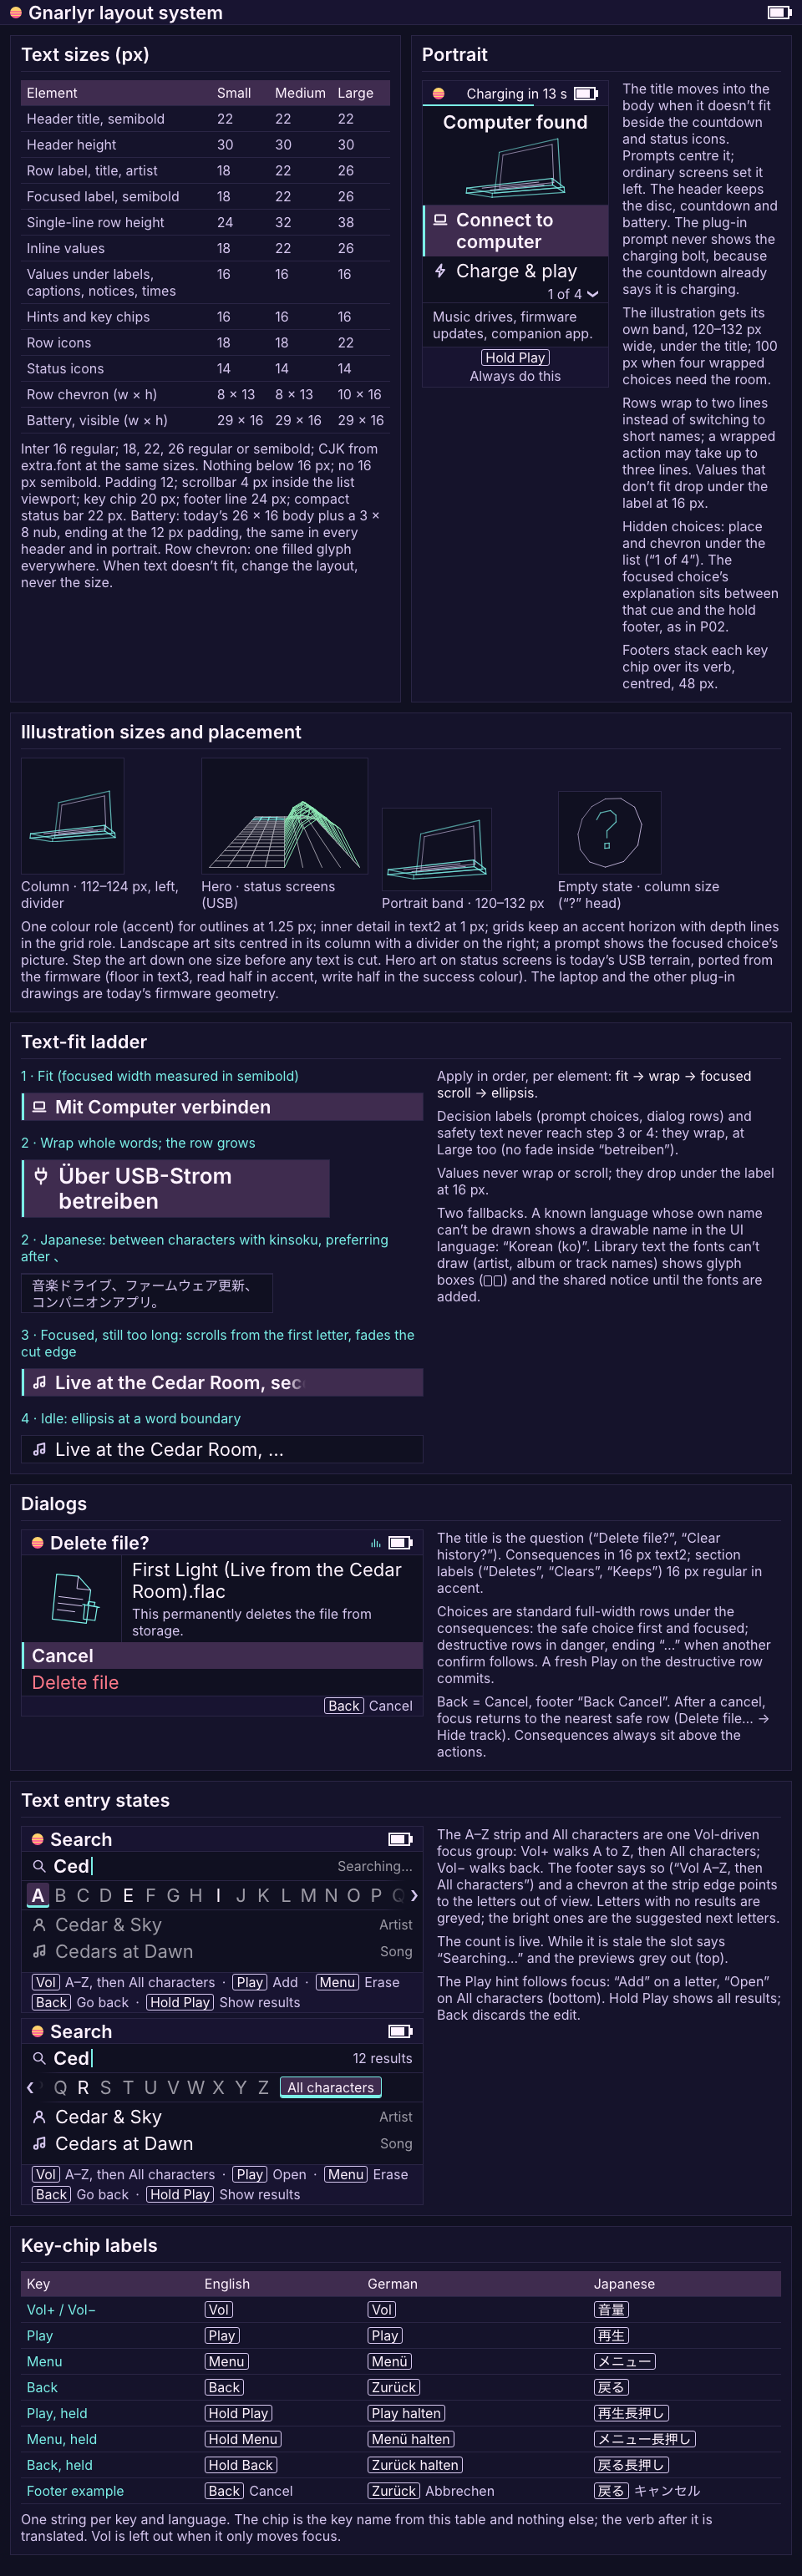 Gnarlyr layout system
Text sizes (px)
Element Small Medium Large
Header title, semibold 22 22 22
Header height 30 30 30
Row label, title, artist 18 22 26
Focused label, semibold 18 22 26
Single-line row height 24 32 38
Inline values 18 22 26
Values under labels, captions, notices, times 16 16 16
Hints and key chips 16 16 16
Row icons 18 18 22
Status icons 14 14 14
Row chevron (w × h) 8 × 13 8 × 13 10 × 16
Battery, visible (w × h) 29 × 16 29 × 16 29 × 16
Inter 16 regular; 18, 22, 26 regular or semibold; CJK from
extra.font at the same sizes. Nothing below 16 px; no 16
px semibold. Padding 12; scrollbar 4 px inside the list
viewport; key chip 20 px; footer line 24 px; compact
status bar 22 px. Battery: today’s 26 × 16 body plus a 3 ×
8 nub, ending at the 12 px padding, the same in every
header and in portrait. Row chevron: one filled glyph
everywhere. When text doesn’t fit, change the layout,
never the size.
Portrait
Charging in 13 s
Computer found
Connect to
computer
Charge & play
1 of 4
Music drives, firmware
updates, companion app.
Hold Play
Always do this
The title moves into the
body when it doesn’t fit
beside the countdown
and status icons.
Prompts centre it;
ordinary screens set it
left. The header keeps
the disc, countdown and
battery. The plug-in
prompt never shows the
charging bolt, because
the countdown already
says it is charging.
The illustration gets its
own band, 120–132 px
wide, under the title; 100
px when four wrapped
choices need the room.
Rows wrap to two lines
instead of switching to
short names; a wrapped
action may take up to
three lines. Values that
don’t fit drop under the
label at 16 px.
Hidden choices: place
and chevron under the
list (“1 of 4”). The
focused choice’s
explanation sits between
that cue and the hold
footer, as in P02.
Footers stack each key
chip over its verb,
centred, 48 px.
Illustration sizes and placement
Column · 112–124 px, left,
divider
Hero · status screens
(USB)
Portrait band · 120–132 px
Empty state · column size
(“?” head)
One colour role (accent) for outlines at 1.25 px; inner detail in text2 at 1 px; grids keep an accent horizon with depth lines
in the grid role. Landscape art sits centred in its column with a divider on the right; a prompt shows the focused choice’s
picture. Step the art down one size before any text is cut. Hero art on status screens is today’s USB terrain, ported from
the firmware (floor in text3, read half in accent, write half in the success colour). The laptop and the other plug-in
drawings are today’s firmware geometry.
Text-fit ladder
1 · Fit (focused width measured in semibold)
Mit Computer verbinden
2 · Wrap whole words; the row grows
Über USB-Strom
betreiben
2 · Japanese: between characters with kinsoku, preferring
after 、
音楽ドライブ、ファームウェア更新、
コンパニオンアプリ。
3 · Focused, still too long: scrolls from the first letter, fades the
cut edge
Live at the Cedar Room, sec
4 · Idle: ellipsis at a word boundary
Live at the Cedar Room, …
Apply in order, per element: fit → wrap → focused
scroll → ellipsis.
Decision labels (prompt choices, dialog rows) and
safety text never reach step 3 or 4: they wrap, at
Large too (no fade inside “betreiben”).
Values never wrap or scroll; they drop under the label
at 16 px.
Two fallbacks. A known language whose own name
can’t be drawn shows a drawable name in the UI
language: “Korean (ko)”. Library text the fonts can’t
draw (artist, album or track names) shows glyph
boxes (▯▯) and the shared notice until the fonts are
added.
Dialogs
Delete file?
First Light (Live from the Cedar
Room).flac
This permanently deletes the file from
storage.
Cancel
Delete file
Back Cancel
The title is the question (“Delete file?”, “Clear
history?”). Consequences in 16 px text2; section
labels (“Deletes”, “Clears”, “Keeps”) 16 px regular in
accent.
Choices are standard full-width rows under the
consequences: the safe choice first and focused;
destructive rows in danger, ending “…” when another
confirm follows. A fresh Play on the destructive row
commits.
Back = Cancel, footer “Back Cancel”. After a cancel,
focus returns to the nearest safe row (Delete file… →
Hide track). Consequences always sit above the
actions.
Text entry states
Search
Ced Searching…
A B C D E F G H I J K L M N O P Q
Cedar & Sky Artist
Cedars at Dawn Song
Vol A–Z, then All characters · Play Add · Menu Erase
Back Go back · Hold Play Show results
Search
Ced 12 results
Q R S T U V W X Y Z All characters
Cedar & Sky Artist
Cedars at Dawn Song
Vol A–Z, then All characters · Play Open · Menu Erase
Back Go back · Hold Play Show results
The A–Z strip and All characters are one Vol-driven
focus group: Vol+ walks A to Z, then All characters;
Vol− walks back. The footer says so (“Vol A–Z, then
All characters”) and a chevron at the strip edge points
to the letters out of view. Letters with no results are
greyed; the bright ones are the suggested next letters.
The count is live. While it is stale the slot says
“Searching…” and the previews grey out (top).
The Play hint follows focus: “Add” on a letter, “Open”
on All characters (bottom). Hold Play shows all results;
Back discards the edit.
Key-chip labels
Key English German Japanese
Vol+ / Vol− Vol Vol 音量
Play Play Play 再生
Menu Menu Menü メニュー
Back Back Zurück 戻る
Play, held Hold Play Play halten 再生長押し
Menu, held Hold Menu Menü halten メニュー長押し
Back, held Hold Back Zurück halten 戻る長押し
Footer example Back Cancel Zurück Abbrechen 戻る キャンセル
One string per key and language. The chip is the key name from this table and nothing else; the verb after it is
translated. Vol is left out when it only moves focus.